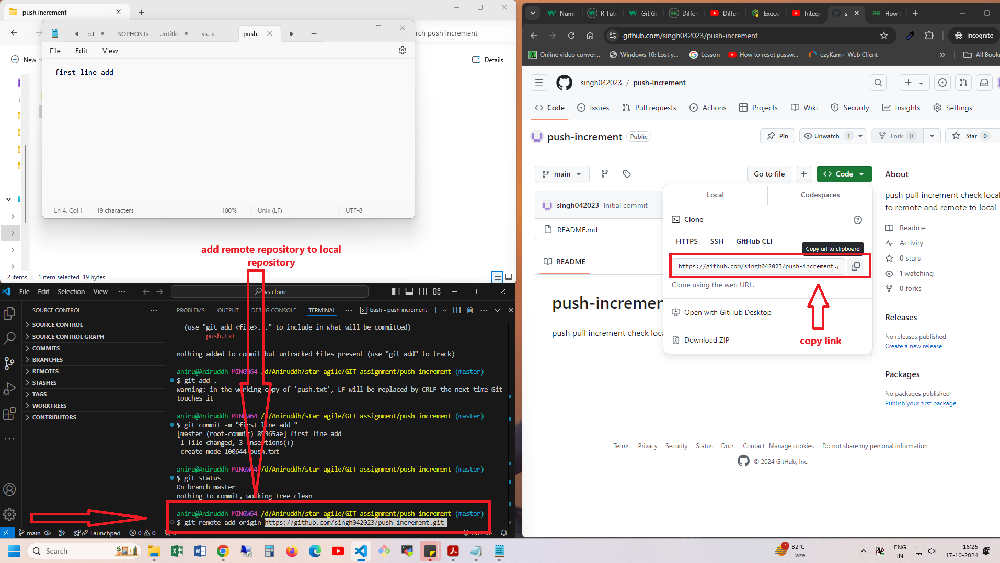 push increment
p.t
SOPHOS.txt
Untitle
vs.txt
push.
rch push increment
File
Edit
View
New
Details
first line add
Ln 4, Col 1
19 characters
100%
Unix (LF)
UTF-8
add remote repository to local
repository
2 items
1 item selected
19 bytes
File
Edit
Selection
View
vs clone
SOURCE CONTROL
SOURCE CONTROL
SOURCE CONTROL GRAPH
COMMITS
BRANCHES
REMOTES
STASHES
TAGS
WORKTREES
CONTRIBUTORS
PROBLEMS
OUTPUT
DEBUG CONSOLE
TERMINAL
bash - push increment
(use "git add <file>..." to include in what will be committed)
push.txt
nothing added to commit but untracked files present (use "git add" to track)
aniru@Aniruddh MINGW64 /d/Aniruddh/star agile/GIT assignment/push increment (master)
$ git add .
warning: in the working copy of 'push.txt', LF will be replaced by CRLF the next time Git
touches it
aniru@Aniruddh MINGW64 /d/Aniruddh/star agile/GIT assignment/push increment (master)
$ git commit -m "first line add "
[master (root-commit) 85365ae] first line add
1 file changed, 3 insertions(+)
create mode 100644 push.txt
aniru@Aniruddh MINGW64 /d/Aniruddh/star agile/GIT assignment/push increment (master)
$ git status
On branch master
nothing to commit, working tree clean
aniru@Aniruddh MINGW64 /d/Aniruddh/star agile/GIT assignment/push increment (master)
$ git remote add origin https://github.com/singh042023/push-increment.git
main
Launchpad
0
0
0
Go Live
NumP
R Tuto
Git Gi
Differe
Differ
Execu
Integ
si
How t
github.com/singh042023/push-increment
Incognito
Online video conver...
Windows 10: Lost y...
Lesson
How to reset passw...
ezyKam+ Web Client
All Book
singh042023 / push-increment
Code
Issues
Pull requests
Actions
Projects
Wiki
Security
Insights
Settings
push-increment
Public
Pin
Unwatch 1
Fork 0
Star 0
main
Go to file
Code
About
push pull increment check local
to remote and remote to local
Readme
Activity
0 stars
1 watching
0 forks
singh042023 Initial commit
README.md
README
push-incremen
push pull increment check loca
Local
Codespaces
Clone
HTTPS
SSH
GitHub CLI
Copy url to clipboard
https://github.com/singh042023/push-increment.g
Clone using the web URL.
Open with GitHub Desktop
Download ZIP
copy link
Releases
No releases published
Create a new release
Packages
No packages published
Publish your first package
Terms
Privacy
Security
Status
Docs
Contact
Manage cookies
Do not share my personal information
© 2024 GitHub, Inc.
Search
1
32°C
Haze
ENG
IN
16:25
17-10-2024